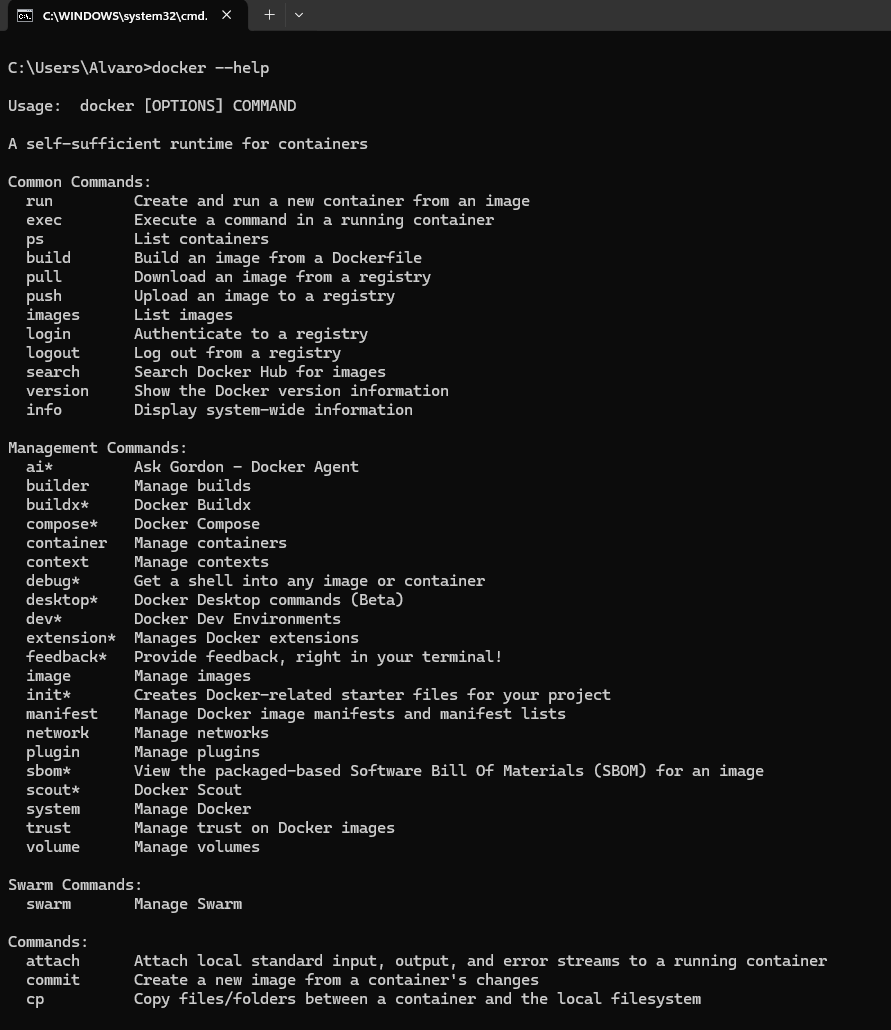 C:\WINDOWS\system32\cmd.
C:\Users\Alvaro>docker --help
Usage:  docker [OPTIONS] COMMAND
A self-sufficient runtime for containers
Common Commands:
  run         Create and run a new container from an image
  exec        Execute a command in a running container
  ps          List containers
  build       Build an image from a Dockerfile
  pull        Download an image from a registry
  push        Upload an image to a registry
  images      List images
  login       Authenticate to a registry
  logout      Log out from a registry
  search      Search Docker Hub for images
  version     Show the Docker version information
  info        Display system-wide information
Management Commands:
  ai*         Ask Gordon - Docker Agent
  builder     Manage builds
  buildx*     Docker Buildx
  compose*    Docker Compose
  container   Manage containers
  context     Manage contexts
  debug*      Get a shell into any image or container
  desktop*    Docker Desktop commands (Beta)
  dev*        Docker Dev Environments
  extension*  Manages Docker extensions
  feedback*   Provide feedback, right in your terminal!
  image       Manage images
  init*       Creates Docker-related starter files for your project
  manifest    Manage Docker image manifests and manifest lists
  network     Manage networks
  plugin      Manage plugins
  sbom*       View the packaged-based Software Bill Of Materials (SBOM) for an image
  scout*      Docker Scout
  system      Manage Docker
  trust       Manage trust on Docker images
  volume      Manage volumes
Swarm Commands:
  swarm       Manage Swarm
Commands:
  attach      Attach local standard input, output, and error streams to a running container
  commit      Create a new image from a container's changes
  cp          Copy files/folders between a container and the local filesystem